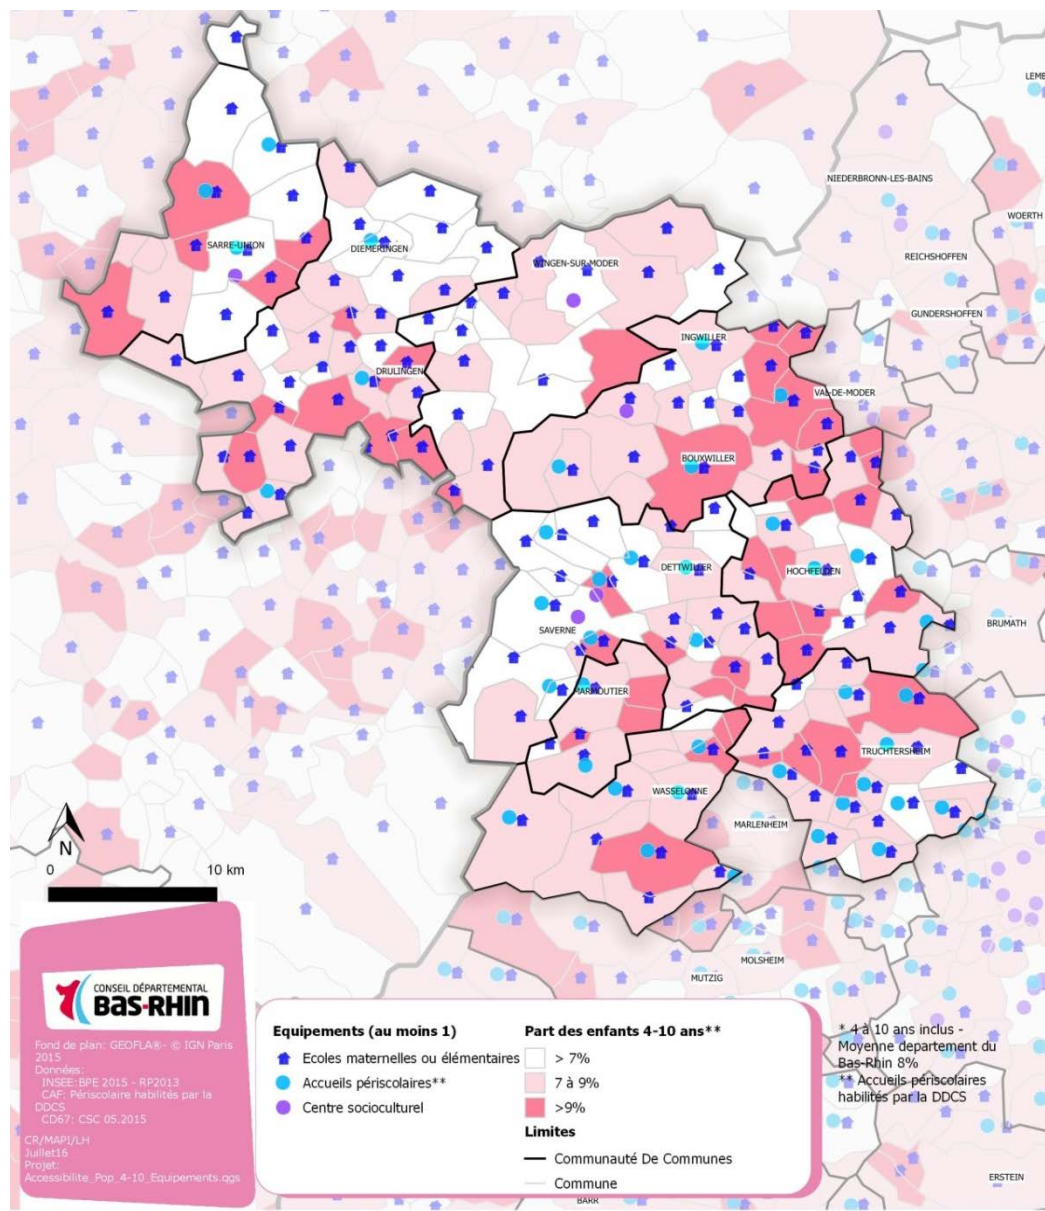 LEMB
NIEDERBRONN-LES-BAINS
WOERTH
SARRE-UNION
DIEMERINGEN
REICHSHOFFEN
WINGEN-SUR-MODER
GUNDERSHOFFEN
INGWILLER
DRULINGEN
VAL-DE-MODER
BOUXWILLER
DETTWILLER
HOCHFELDEN
SAVERNE
BRUMATH
MARMOUTIER
TRUCHTERSHEIM
WASSELONNE
MARLENHEIM
N
0 10 km
MOLSHEIM
MUTZIG
ERSTEIN
BARR
CONSEIL DÉPARTEMENTAL
BAS-RHIN
Fond de plan: GEOFLA®- © IGN Paris
2015
Données:
INSEE:BPE 2015 - RP2013
CAF: Périscolaire habilités par la
DDCS
CD67: CSC 05.2015
CR/MAPI/LH
Juillet16
Projet:
Accessibilite_Pop_4-10_Equipements.qgs
Equipements (au moins 1)
Ecoles maternelles ou élémentaires
Accueils périscolaires**
Centre socioculturel
Part des enfants 4-10 ans**
> 7%
7 à 9%
>9%
Limites
Communauté De Communes
Commune
* 4 à 10 ans inclus -
Moyenne departement du
Bas-Rhin 8%
** Accueils périscolaires
habilités par la DDCS